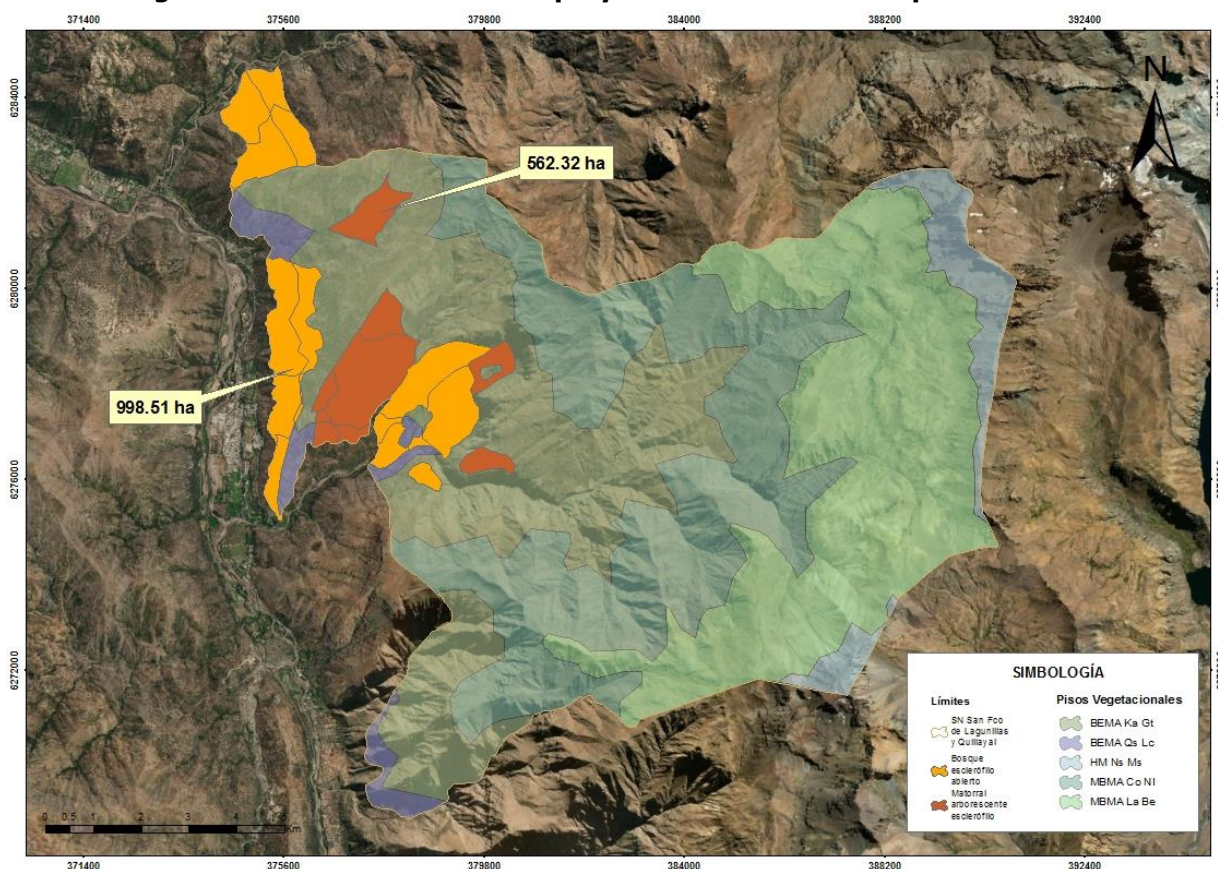 371400 375600 379800 384000 388200 392400
N
6284000
562.32 ha
6280000
998.51 ha
6276000
6272000
SIMBOLOGÍA
Límites
SN San Fco
de Lagunillas
y Quillayal
Bosque
esclerófilo
abierto
Matorral
arborescente
esclerófilo
Pisos Vegetacionales
BEMA Ka Gt
BEMA Qs Lc
HM Ns Ms
MBMA Co NI
MBMA La Be
0 0.5 1 2 3 4
Km
371400 375600 379800 384000 388200 392400